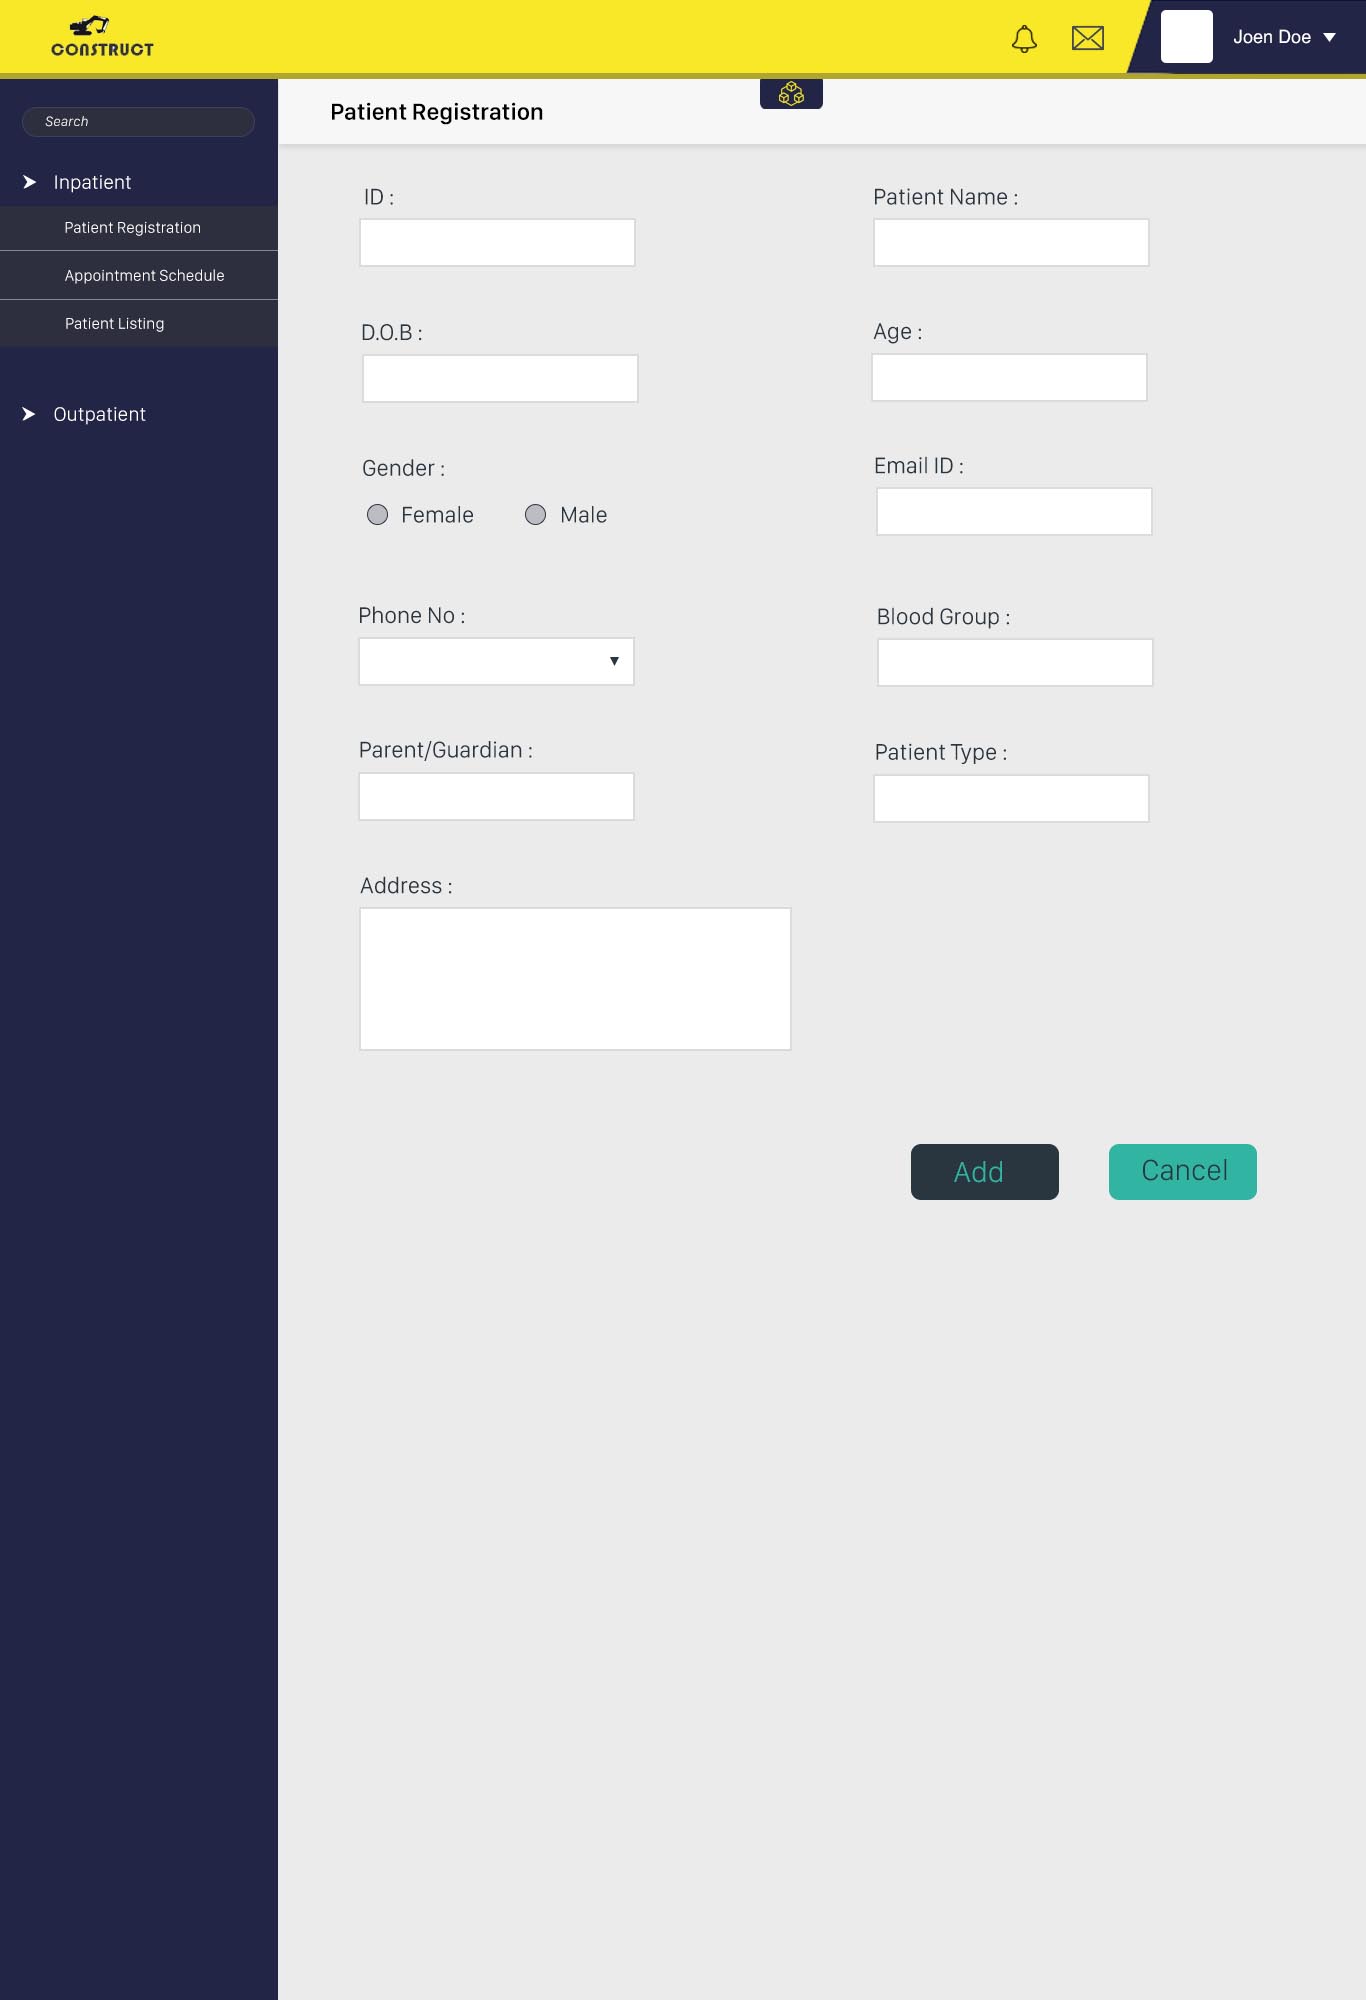 CONSTRUCT
Joen Doe
Search
Patient Registration
Inpatient
Patient Registration
Appointment Schedule
Patient Listing
Outpatient
ID :
Patient Name :
D.O.B :
Age :
Gender :
Female
Male
Email ID :
Phone No :
Blood Group :
Parent/Guardian :
Patient Type :
Address :
Add
Cancel